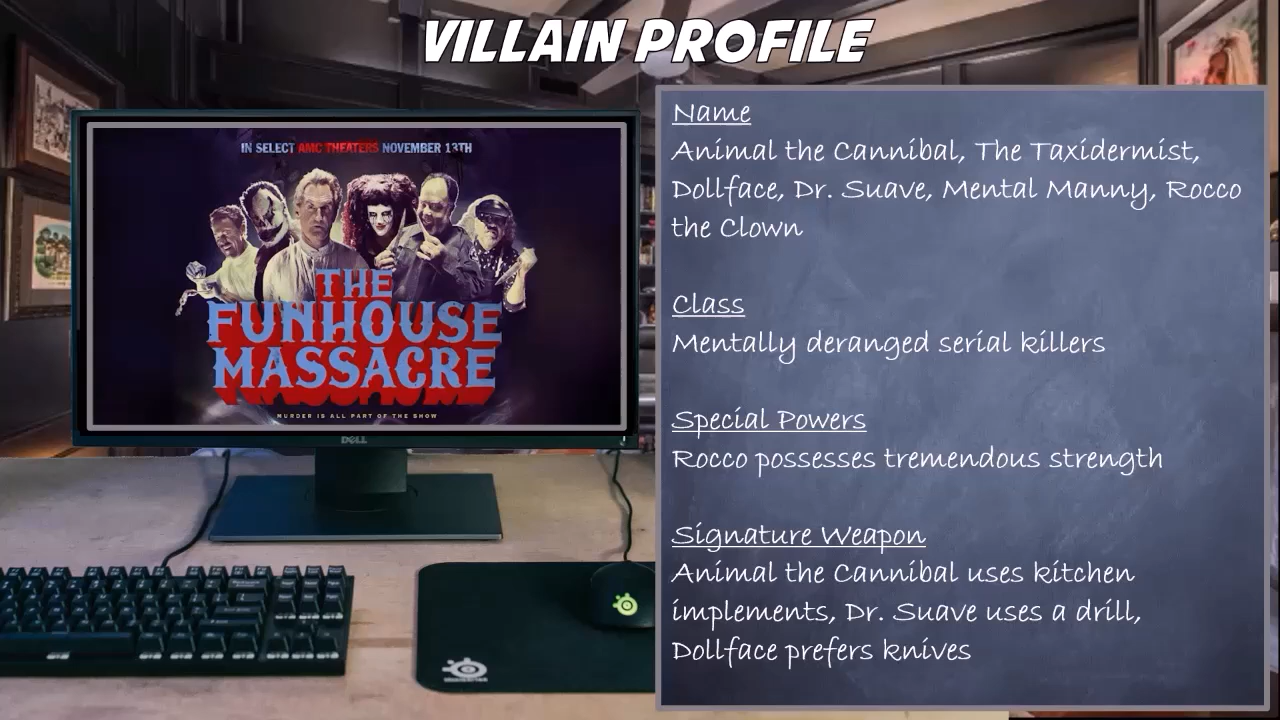 VILLAIN PROFILE
IN SELECT AMC THEATERS NOVEMBER 13TH
THE
FUNHOUSE
MASSACRE
MURDER IS ALL PART OF THE SHOW
DELL
steelseries
Name
Animal the Cannibal, The Taxidermist,
Dollface, Dr. Suave, Mental Manny, Rocco
the Clown
Class
Mentally deranged serial killers
Special Powers
Rocco possesses tremendous strength
Signature Weapon
Animal the Cannibal uses kitchen
implements, Dr. Suave uses a drill,
Dollface prefers knives